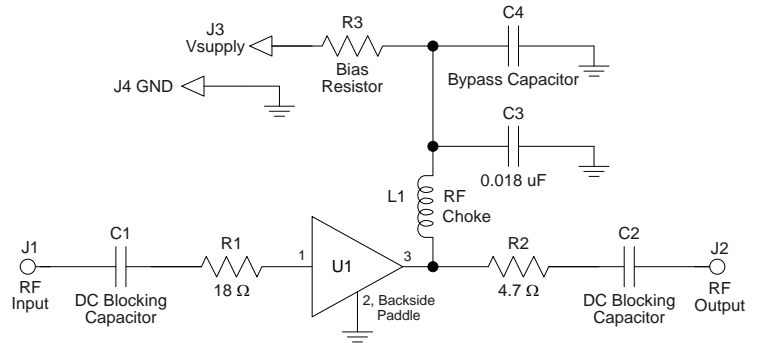 J3
Vsupply
R3
Bias
Resistor
C4
Bypass Capacitor
J4 GND
C3
0.018 uF
L1
RF
Choke
J1
RF
Input
C1
DC Blocking
Capacitor
R1
18 Ω
1
U1
3
2, Backside
Paddle
R2
4.7 Ω
C2
DC Blocking
Capacitor
J2
RF
Output